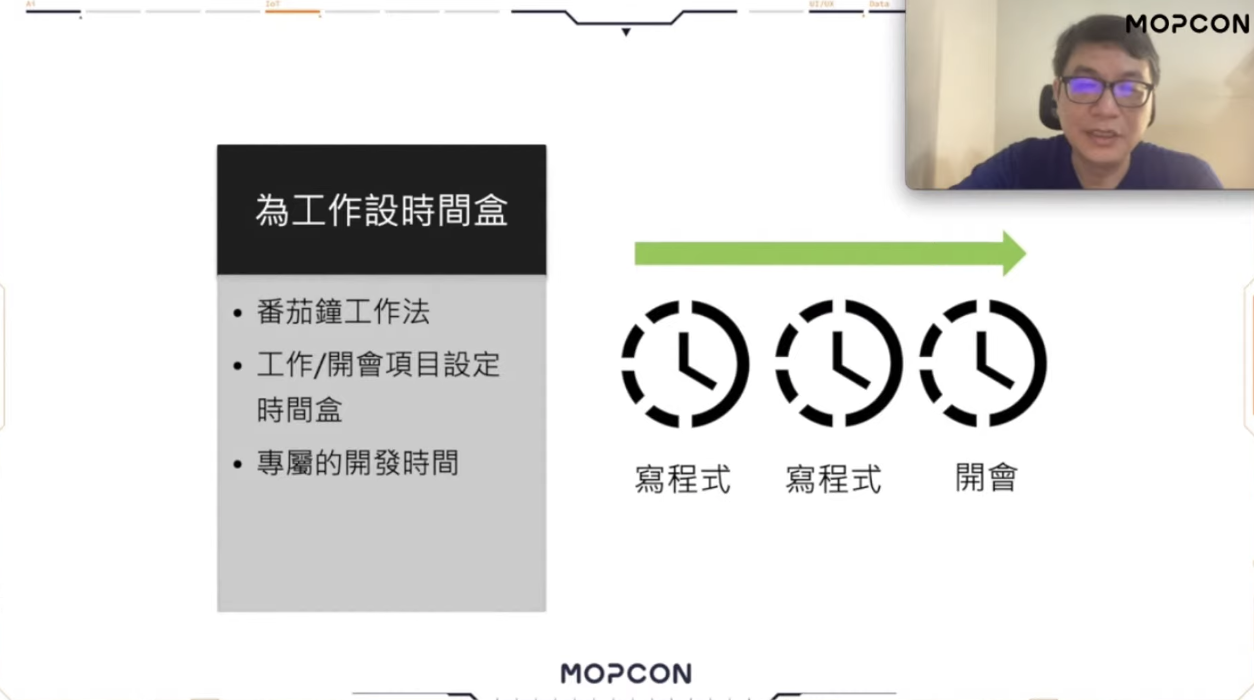 AI
IoT
UI/UX
Data
MOPCON
為工作設時間盒
• 番茄鐘工作法
• 工作/開會項目設定
時間盒
• 專屬的開發時間
寫程式
寫程式
開會
MOPCON